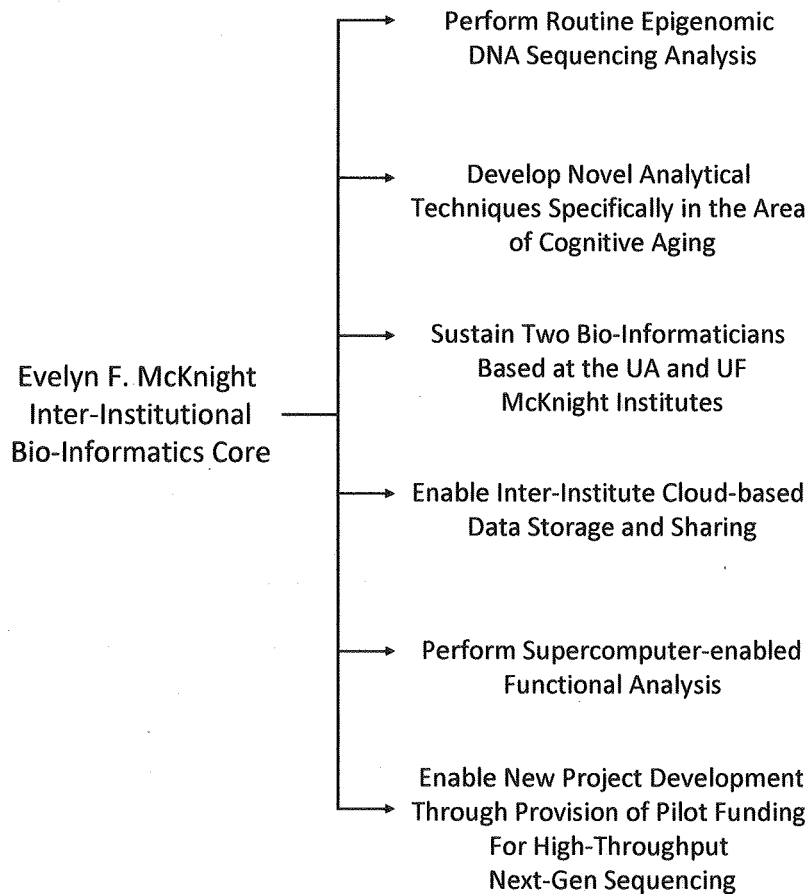 Perform Routine Epigenomic
DNA Sequencing Analysis
Develop Novel Analytical
Techniques Specifically in the Area
of Cognitive Aging
Sustain Two Bio-Informaticians
Based at the UA and UF
McKnight Institutes
Evelyn F. McKnight
Inter-Institutional
Bio-Informatics Core
Enable Inter-Institute Cloud-based
Data Storage and Sharing
Perform Supercomputer-enabled
Functional Analysis
Enable New Project Development
Through Provision of Pilot Funding
For High-Throughput
Next-Gen Sequencing